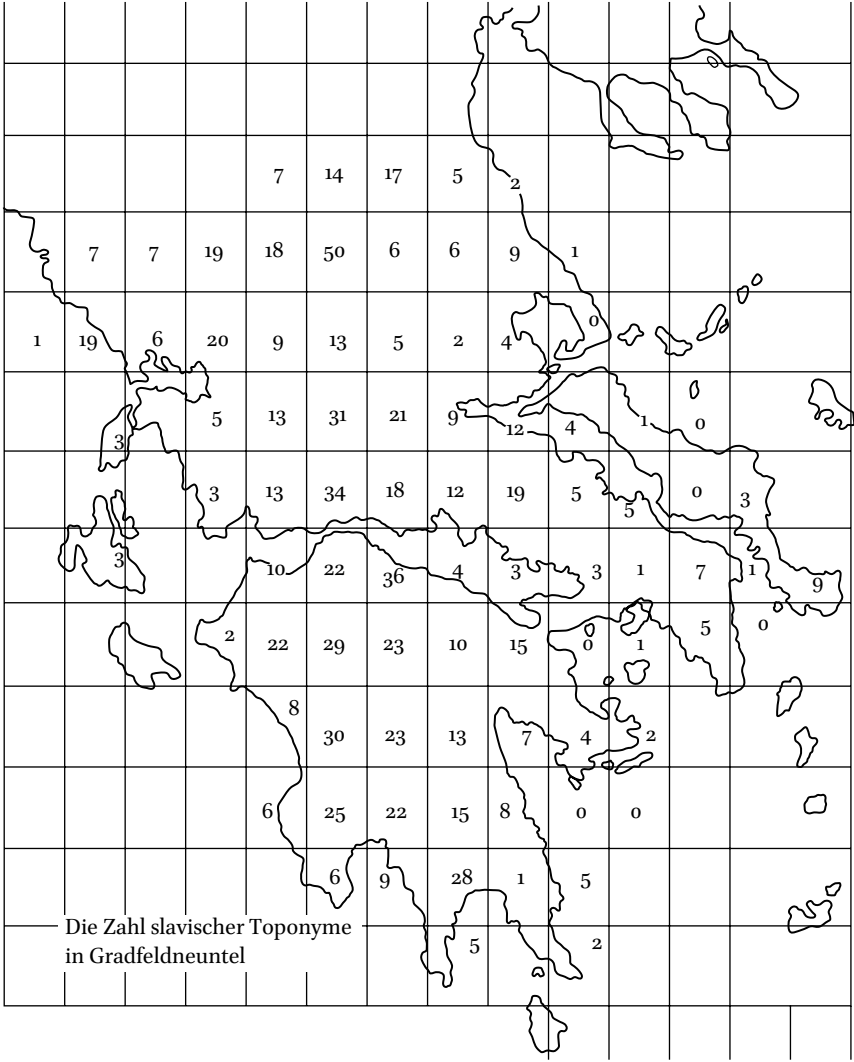 7 14 17 5 2
7 7 19 18 50 6 6 9 1
1 19 6 20 9 13 5 2 4 0
3 5 13 31 21 9 12 4 1 0
3 13 34 18 12 19 5 5 0 3
3 10 22 36 4 3 3 1 7 1 9
2 22 29 23 10 15 0 1 5 0
8 30 23 13 7 4 2
6 25 22 15 8 0 0
6 9 28 1 5
5 2
Die Zahl slavischer Toponyme
in Gradfeldneuntel